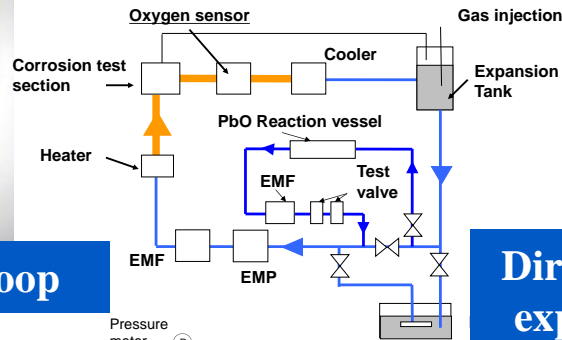 Oxygen sensor
Gas injection
Corrosion test
section
Cooler
Expansion
Tank
PbO Reaction vessel
Heater
EMF
Test
valve
EMF
EMP
oop
Dir
exp
Pressure